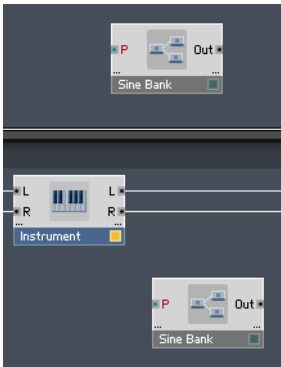 P Out
... ...
Sine Bank
L L
R R
... ...
Instrument
P Out
... ...
Sine Bank